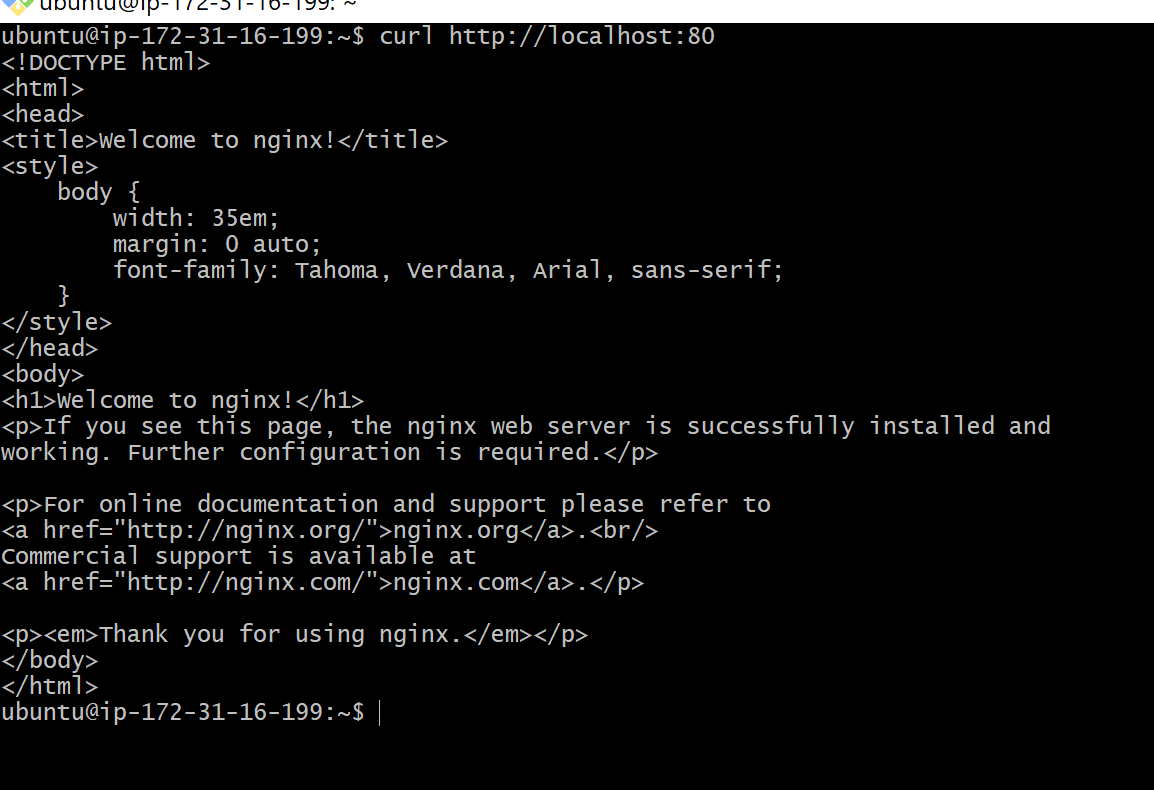 ubuntu@ip-172-31-16-199: ~
ubuntu@ip-172-31-16-199:~$ curl http://localhost:80
<!DOCTYPE html>
<html>
<head>
<title>Welcome to nginx!</title>
<style>
    body {
        width: 35em;
        margin: 0 auto;
        font-family: Tahoma, Verdana, Arial, sans-serif;
    }
</style>
</head>
<body>
<h1>Welcome to nginx!</h1>
<p>If you see this page, the nginx web server is successfully installed and
working. Further configuration is required.</p>

<p>For online documentation and support please refer to
<a href="http://nginx.org/">nginx.org</a>.<br/>
Commercial support is available at
<a href="http://nginx.com/">nginx.com</a>.</p>

<p><em>Thank you for using nginx.</em></p>
</body>
</html>
ubuntu@ip-172-31-16-199:~$